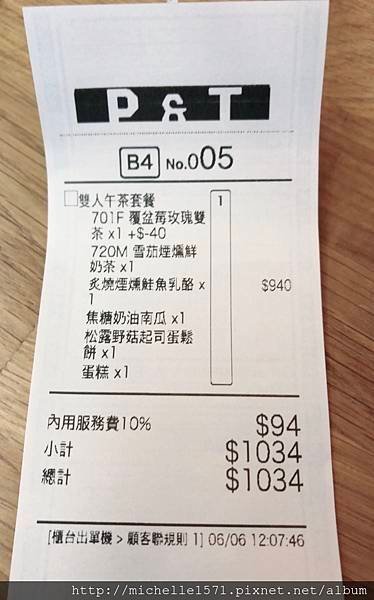 P & T
B4 No.005
雙人午茶套餐 1
701F 覆盆莓玫瑰雙
茶 x1 +$-40
720M 雪茄煙燻鮮
奶茶 x1
炙燒煙燻鮭魚乳酪 x $940
1
焦糖奶油南瓜 x1
松露野菇起司蛋鬆
餅 x1
蛋糕 x1
內用服務費10% $94
小計 $1034
總計 $1034
[櫃台出單機 > 顧客聯規則 1] 06/06 12:07:46
http://michelle1571.pixnet.net/album